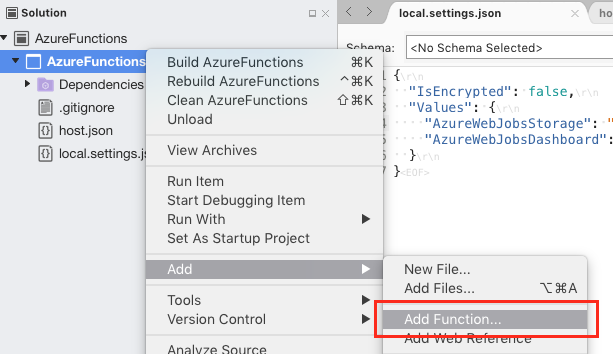 Solution
AzureFunctions
AzureFunctions
Dependencies
.gitignore
host.json
local.settings.js
Build AzureFunctions ⌘K
Rebuild AzureFunctions ^⌘K
Clean AzureFunctions ⇧⌘K
Unload
View Archives
Run Item
Start Debugging Item
Run With
Set As Startup Project
Add
Tools
Version Control
Analyze Source
New File...
Add Files... ⌥⌘A
Add Function...
Add Web Reference
local.settings.json
ho
Schema: <No Schema Selected>
{\r\n
2 "IsEncrypted": false,\r\n
3 "Values": {\r\n
4 "AzureWebJobsStorage": "
5 "AzureWebJobsDashboard":
6 }\r\n
7 }<EOF>